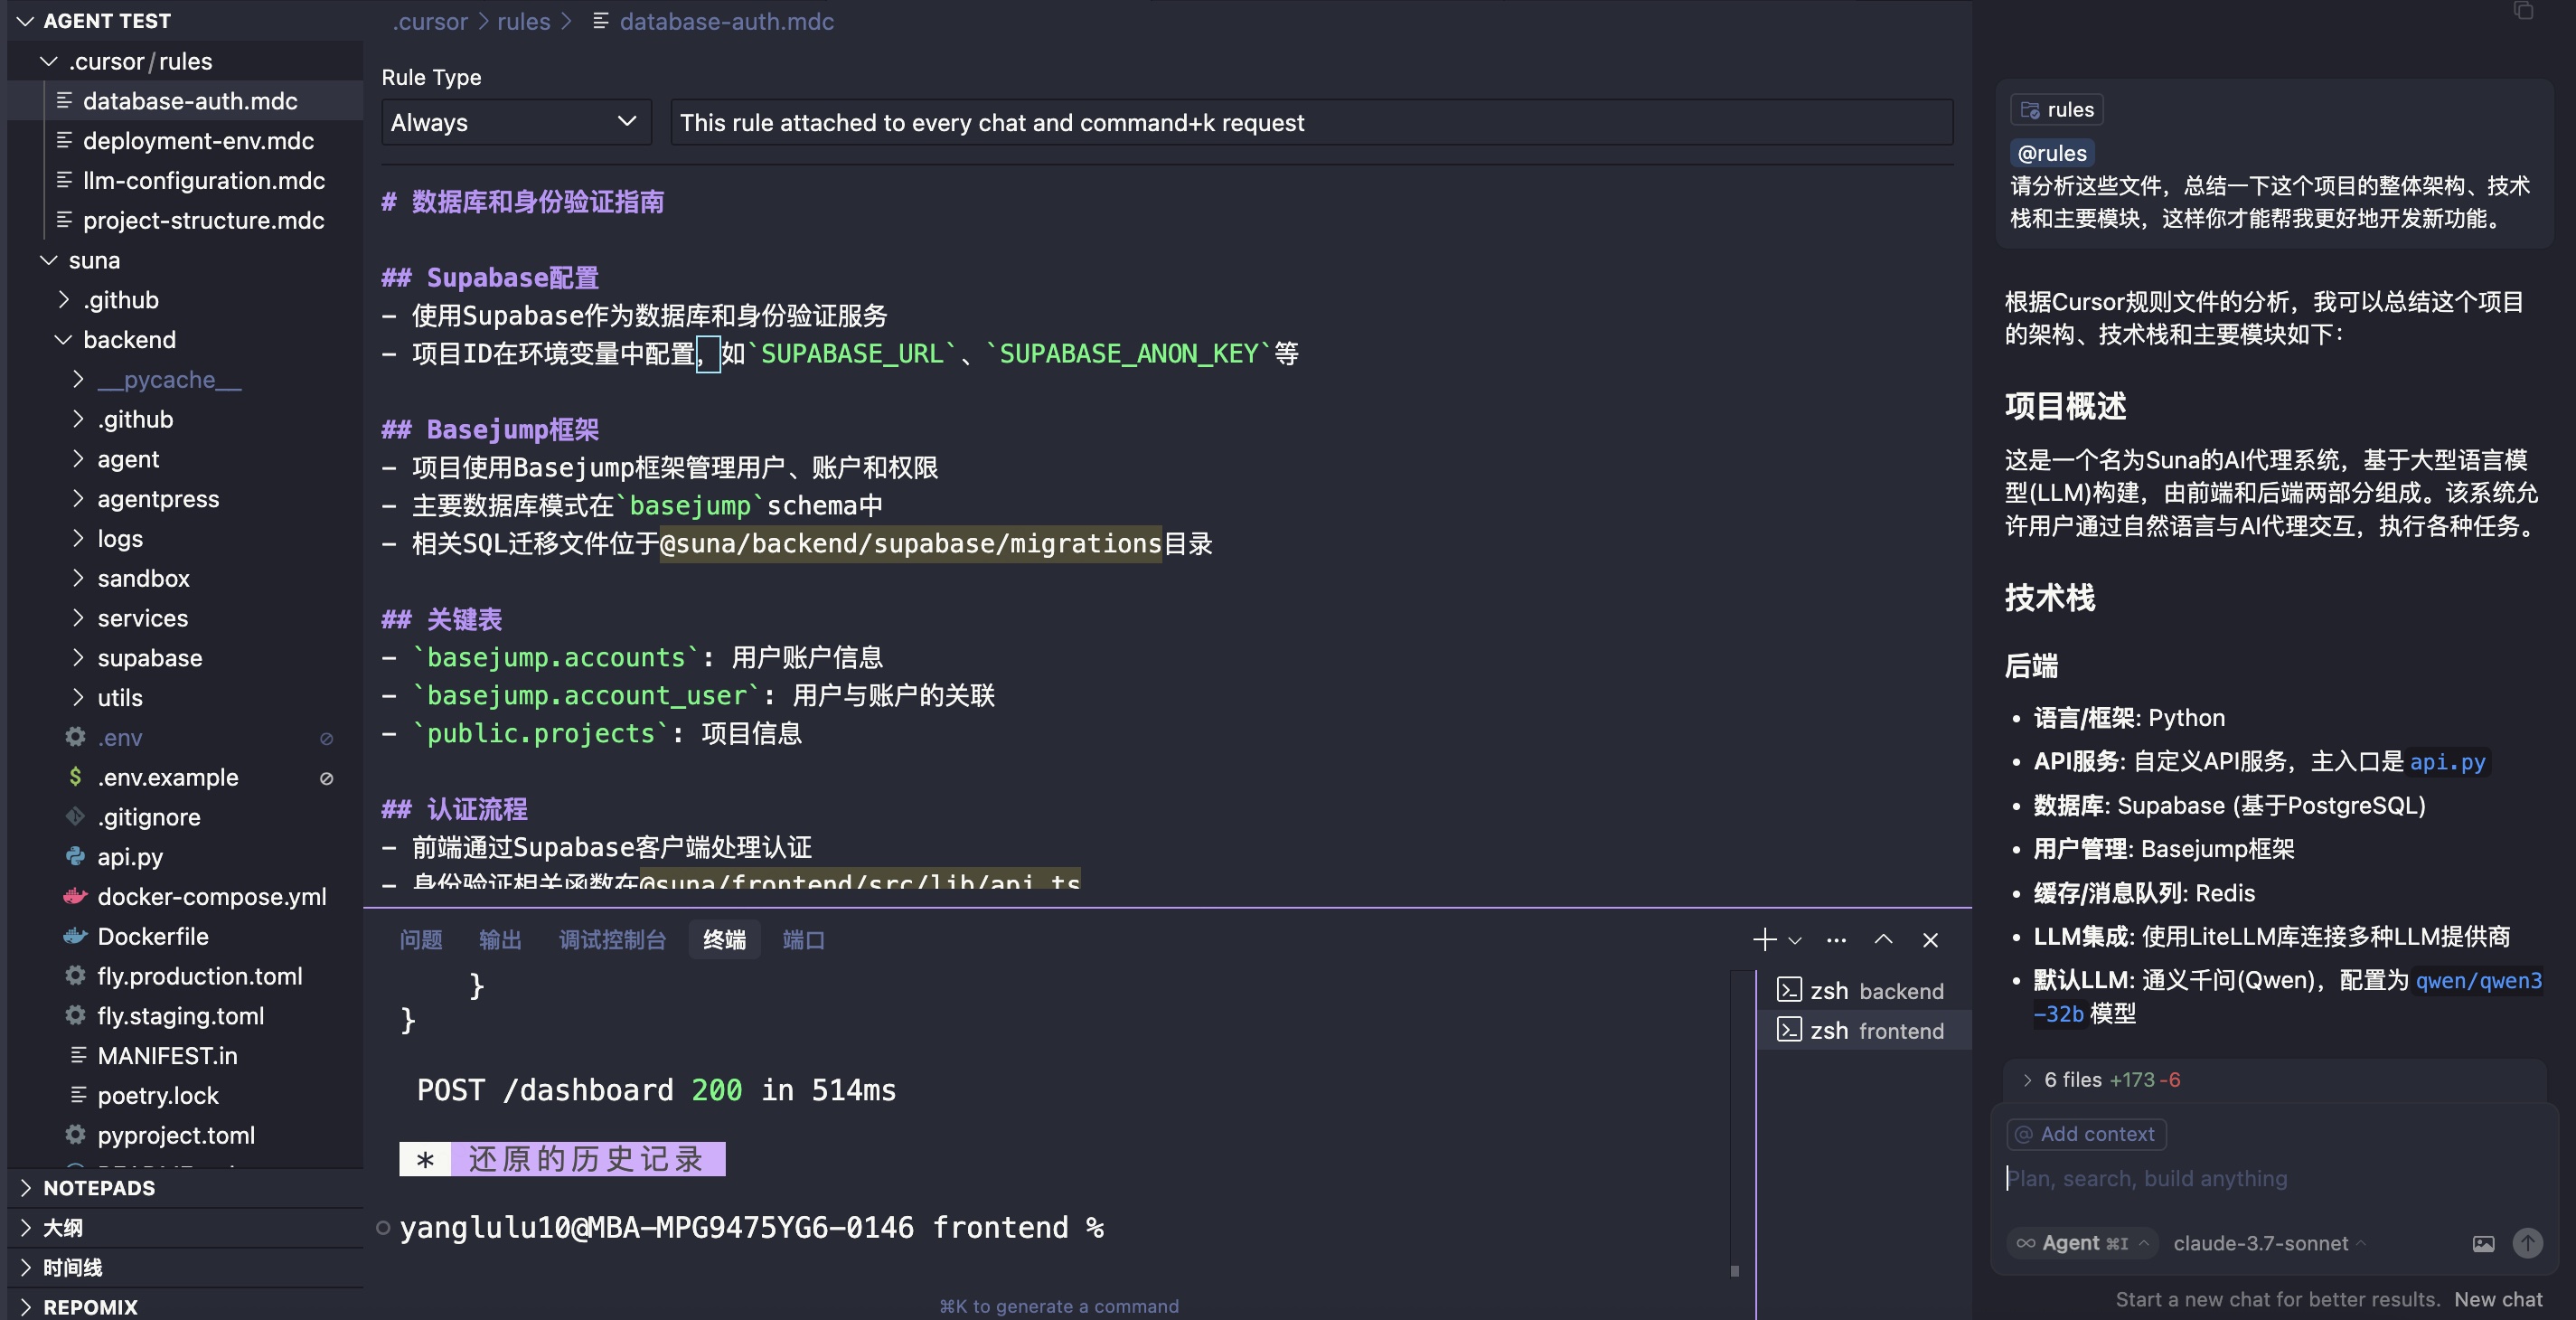 AGENT TEST
.cursor/rules
database-auth.mdc
deployment-env.mdc
llm-configuration.mdc
project-structure.mdc
suna
.github
backend
__pycache__
.github
agent
agentpress
logs
sandbox
services
supabase
utils
.env
.env.example
.gitignore
api.py
docker-compose.yml
Dockerfile
fly.production.toml
fly.staging.toml
MANIFEST.in
poetry.lock
pyproject.toml
NOTEPADS
大纲
时间线
REPOMIX
.cursor > rules > database-auth.mdc
Rule Type
Always
This rule attached to every chat and command+k request
# 数据库和身份验证指南
## Supabase配置
- 使用Supabase作为数据库和身份验证服务
- 项目ID在环境变量中配置，如`SUPABASE_URL`、`SUPABASE_ANON_KEY`等
## Basejump框架
- 项目使用Basejump框架管理用户、账户和权限
- 主要数据库模式在`basejump`schema中
- 相关SQL迁移文件位于@suna/backend/supabase/migrations目录
## 关键表
- `basejump.accounts`: 用户账户信息
- `basejump.account_user`: 用户与账户的关联
- `public.projects`: 项目信息
## 认证流程
- 前端通过Supabase客户端处理认证
- 身份验证相关函数在@suna/frontend/src/lib/api.ts
问题 输出 调试控制台 终端 端口
}
}
POST /dashboard 200 in 514ms
* 还原的历史记录
yanglulu10@MBA-MPG9475YG6-0146 frontend %
⌘K to generate a command
zsh backend
zsh frontend
rules
@rules
请分析这些文件，总结一下这个项目的整体架构、技术
栈和主要模块，这样你才能帮我更好地开发新功能。
根据Cursor规则文件的分析，我可以总结这个项目
的架构、技术栈和主要模块如下：
项目概述
这是一个名为Suna的AI代理系统，基于大型语言模
型(LLM)构建，由前端和后端两部分组成。该系统允
许用户通过自然语言与AI代理交互，执行各种任务。
技术栈
后端
• 语言/框架: Python
• API服务: 自定义API服务，主入口是 api.py
• 数据库: Supabase (基于PostgreSQL)
• 用户管理: Basejump框架
• 缓存/消息队列: Redis
• LLM集成: 使用LiteLLM库连接多种LLM提供商
• 默认LLM: 通义千问(Qwen)，配置为 qwen/qwen3
-32b 模型
6 files +173 -6
@ Add context
Plan, search, build anything
∞ Agent ⌘I claude-3.7-sonnet
Start a new chat for better results. New chat